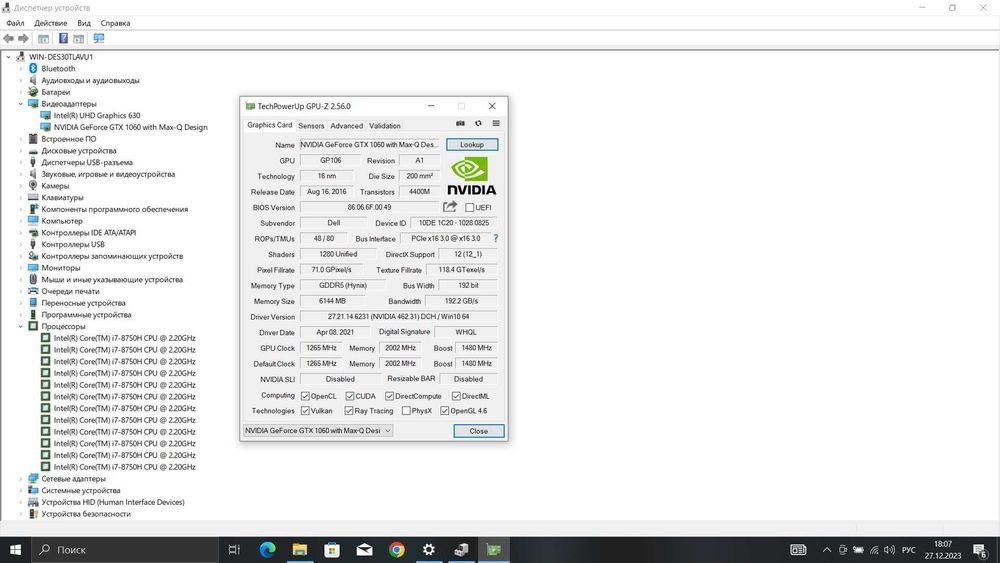 Диспетчер устройств
Файл Действие Вид Справка
WIN-DES30TLAVU1
Bluetooth
Аудиовходы и аудиовыходы
Батареи
Видеоадаптеры
Intel(R) UHD Graphics 630
NVIDIA GeForce GTX 1060 with Max-Q Design
Встроенное ПО
Дисковые устройства
Диспетчеры USB-разъема
Звуковые, игровые и видеоустройства
Камеры
Клавиатуры
Компоненты программного обеспечения
Компьютер
Контроллеры IDE ATA/ATAPI
Контроллеры USB
Контроллеры запоминающих устройств
Мониторы
Мыши и иные указывающие устройства
Очереди печати
Переносные устройства
Программные устройства
Процессоры
Intel(R) Core(TM) i7-8750H CPU @ 2.20GHz
Intel(R) Core(TM) i7-8750H CPU @ 2.20GHz
Intel(R) Core(TM) i7-8750H CPU @ 2.20GHz
Intel(R) Core(TM) i7-8750H CPU @ 2.20GHz
Intel(R) Core(TM) i7-8750H CPU @ 2.20GHz
Intel(R) Core(TM) i7-8750H CPU @ 2.20GHz
Intel(R) Core(TM) i7-8750H CPU @ 2.20GHz
Intel(R) Core(TM) i7-8750H CPU @ 2.20GHz
Intel(R) Core(TM) i7-8750H CPU @ 2.20GHz
Intel(R) Core(TM) i7-8750H CPU @ 2.20GHz
Intel(R) Core(TM) i7-8750H CPU @ 2.20GHz
Intel(R) Core(TM) i7-8750H CPU @ 2.20GHz
Сетевые адаптеры
Системные устройства
Устройства HID (Human Interface Devices)
Устройства безопасности
TechPowerUp GPU-Z 2.56.0
Graphics Card Sensors Advanced Validation
Name NVIDIA GeForce GTX 1060 with Max-Q Des... Lookup
GPU GP106 Revision A1
Technology 16 nm Die Size 200 mm²
Release Date Aug 16, 2016 Transistors 4400M
NVIDIA
BIOS Version 86.06.6F.00.49 UEFI
Subvendor Dell Device ID 10DE 1C20 - 1028 0825
ROPs/TMUs 48 / 80 Bus Interface PCIe x16 3.0 @ x16 3.0 ?
Shaders 1280 Unified DirectX Support 12 (12_1)
Pixel Fillrate 71.0 GPixel/s Texture Fillrate 118.4 GTexel/s
Memory Type GDDR5 (Hynix) Bus Width 192 bit
Memory Size 6144 MB Bandwidth 192.2 GB/s
Driver Version 27.21.14.6231 (NVIDIA 462.31) DCH / Win10 64
Driver Date Apr 08, 2021 Digital Signature WHQL
GPU Clock 1265 MHz Memory 2002 MHz Boost 1480 MHz
Default Clock 1265 MHz Memory 2002 MHz Boost 1480 MHz
NVIDIA SLI Disabled Resizable BAR Disabled
Computing OpenCL CUDA DirectCompute DirectML
Technologies Vulkan Ray Tracing PhysX OpenGL 4.6
NVIDIA GeForce GTX 1060 with Max-Q Desi Close
Поиск
РУС
18:07
27.12.2023
6